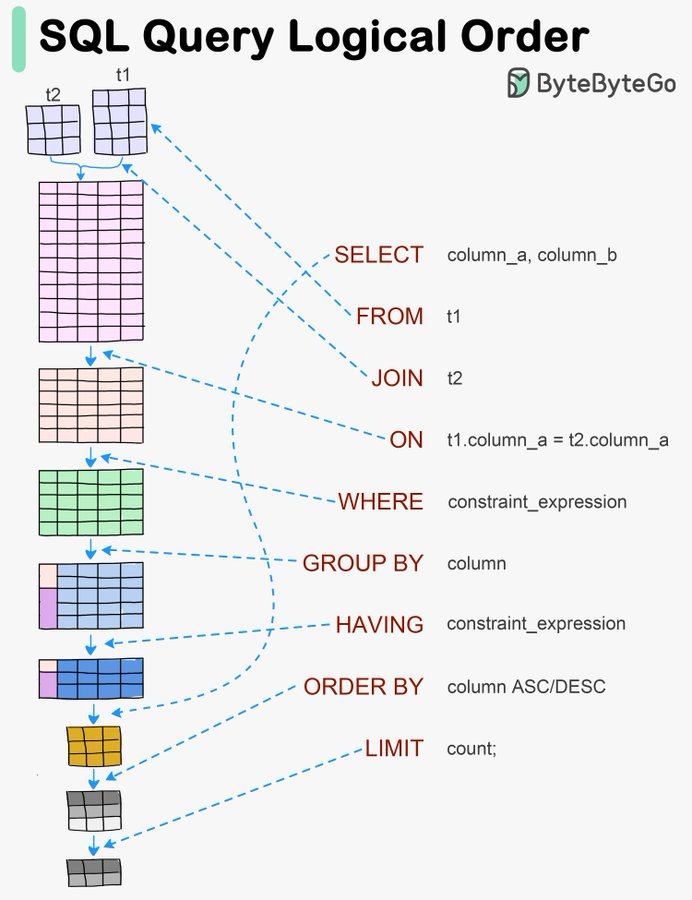 SQL Query Logical Order
ByteByteGo
t2
t1
SELECT column_a, column_b
FROM t1
JOIN t2
ON t1.column_a = t2.column_a
WHERE constraint_expression
GROUP BY column
HAVING constraint_expression
ORDER BY column ASC/DESC
LIMIT count;